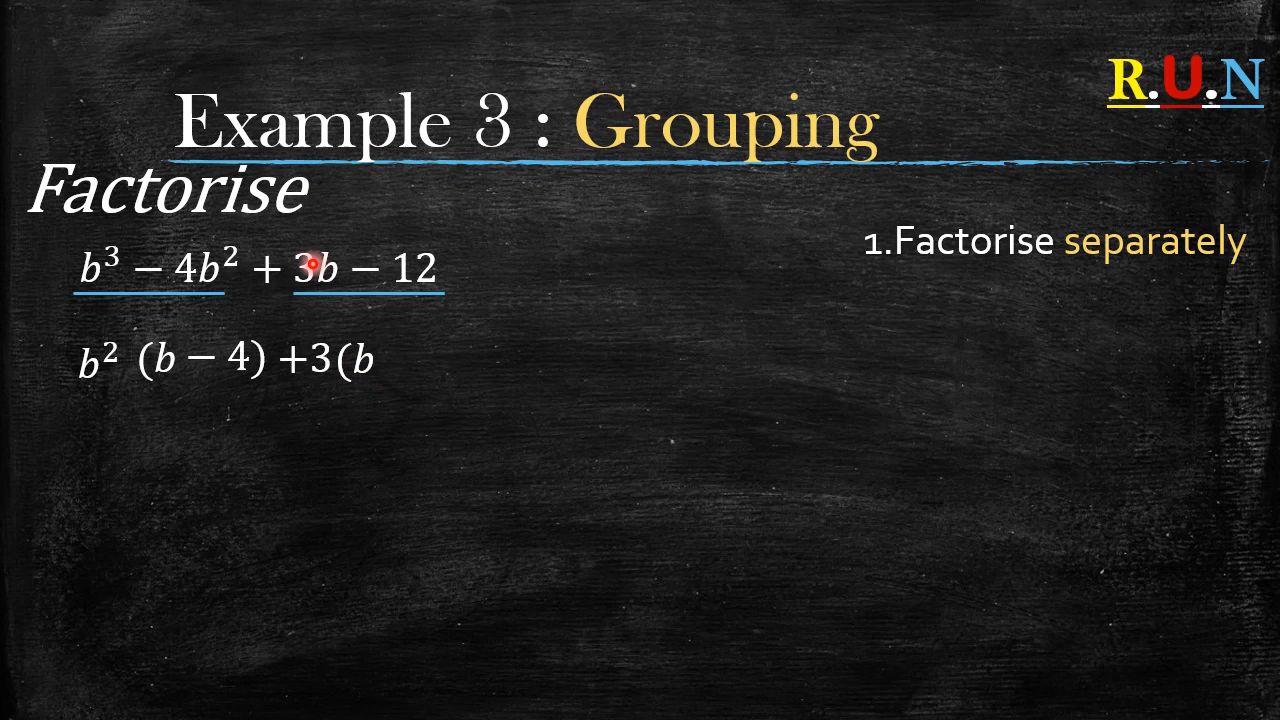 R.U.N
Example 3 : Grouping
Factorise
1.Factorise separately
b³ − 4b² + 3b − 12
b² (b − 4) +3(b